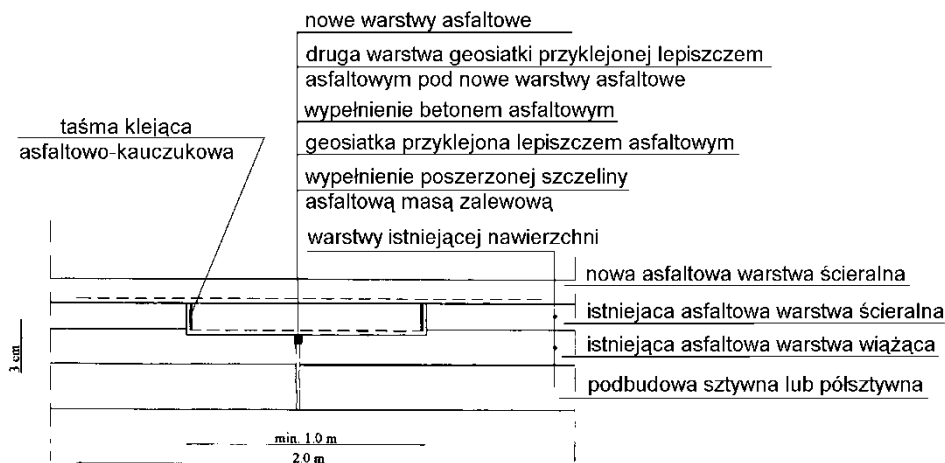 nowe warstwy asfaltowe
druga warstwa geosiatki przyklejonej lepiszczem
asfaltowym pod nowe warstwy asfaltowe
wypełnienie betonem asfaltowym
taśma klejąca
asfaltowo-kauczukowa
geosiatka przyklejona lepiszczem asfaltowym
wypełnienie poszerzonej szczeliny
asfaltową masą zalewową
warstwy istniejącej nawierzchni
nowa asfaltowa warstwa ścieralna
istniejaca asfaltowa warstwa ścieralna
istniejąca asfaltowa warstwa wiążąca
podbudowa sztywna lub półsztywna
3 cm
min. 1.0 m
2.0 m